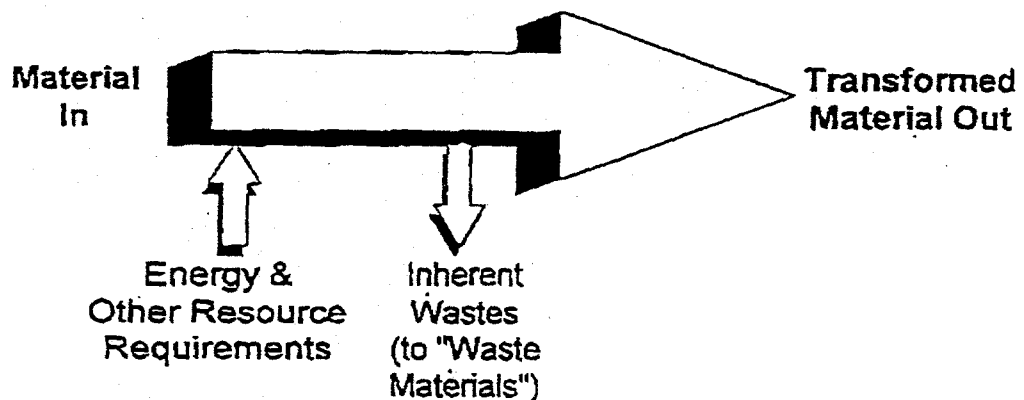 Material
In
Transformed
Material Out
Energy &
Other Resource
Requirements
Inherent
Wastes
(to "Waste
Materials")